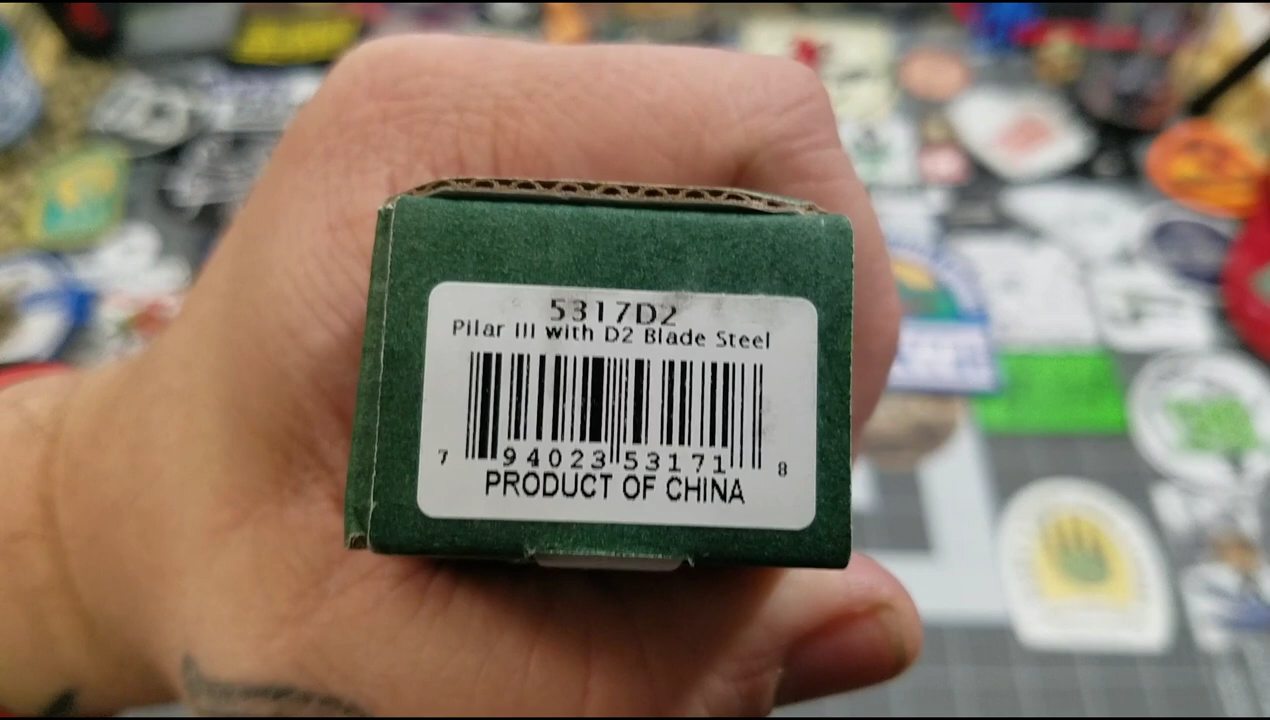 5317D2
Pilar III with D2 Blade Steel
7 94023 53171 8
PRODUCT OF CHINA